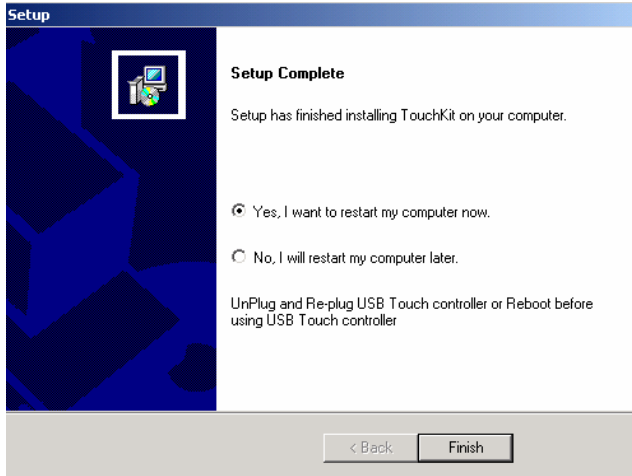 Setup
Setup Complete
Setup has finished installing TouchKit on your computer.
Yes, I want to restart my computer now.
No, I will restart my computer later.
UnPlug and Re-plug USB Touch controller or Reboot before
using USB Touch controller
< Back
Finish